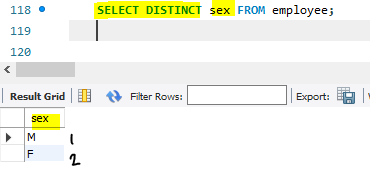 118 SELECT DISTINCT sex FROM employee;
119
120
Result Grid Filter Rows: Export:
sex
M 1
F 2